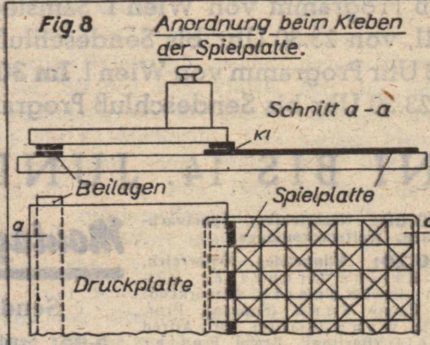 Fig. 8
Anordnung beim Kleben
der Spielplatte.
Schnitt a-a
Kl
Beilagen
Spielplatte
a
a
Druckplatte